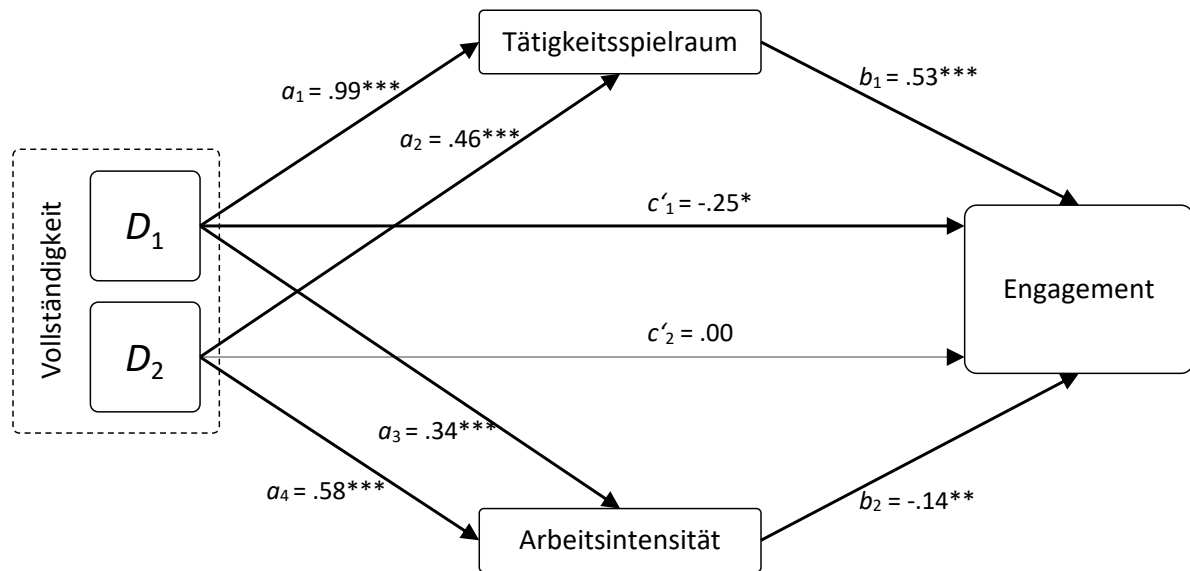 Tätigkeitsspielraum
a₁ = .99***
b₁ = .53***
a₂ = .46***
Vollständigkeit
D₁
c‘₁ = -.25*
Engagement
D₂
c‘₂ = .00
a₃ = .34***
a₄ = .58***
b₂ = -.14**
Arbeitsintensität